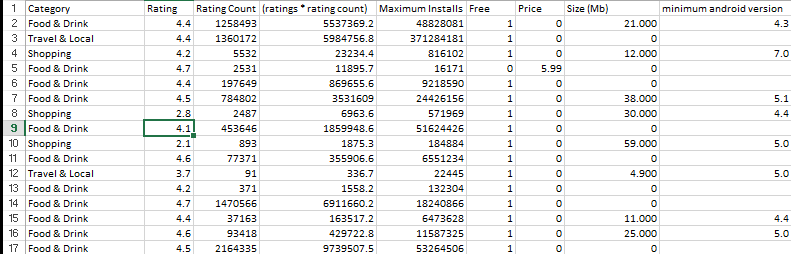 1 Category Rating Rating Count (ratings * rating count) Maximum Installs Free Price Size (Mb) minimum android version
2 Food & Drink 4.4 1258493 5537369.2 48828081 1 0 21.000 4.3
3 Travel & Local 4.4 1360172 5984756.8 371284181 1 0 0
4 Shopping 4.2 5532 23234.4 816102 1 0 12.000 7.0
5 Food & Drink 4.7 2531 11895.7 16171 0 5.99 0
6 Food & Drink 4.4 197649 869655.6 9218590 1 0 0
7 Food & Drink 4.5 784802 3531609 24426156 1 0 38.000 5.1
8 Shopping 2.8 2487 6963.6 571969 1 0 30.000 4.4
9 Food & Drink 4.1 453646 1859948.6 51624426 1 0 0
10 Shopping 2.1 893 1875.3 184884 1 0 59.000 5.0
11 Food & Drink 4.6 77371 355906.6 6551234 1 0 0
12 Travel & Local 3.7 91 336.7 22445 1 0 4.900 5.0
13 Food & Drink 4.2 371 1558.2 132304 1 0 0
14 Food & Drink 4.7 1470566 6911660.2 18240866 1 0 0
15 Food & Drink 4.4 37163 163517.2 6473628 1 0 11.000 4.4
16 Food & Drink 4.6 93418 429722.8 11587325 1 0 25.000 5.0
17 Food & Drink 4.5 2164335 9739507.5 53264506 1 0 0